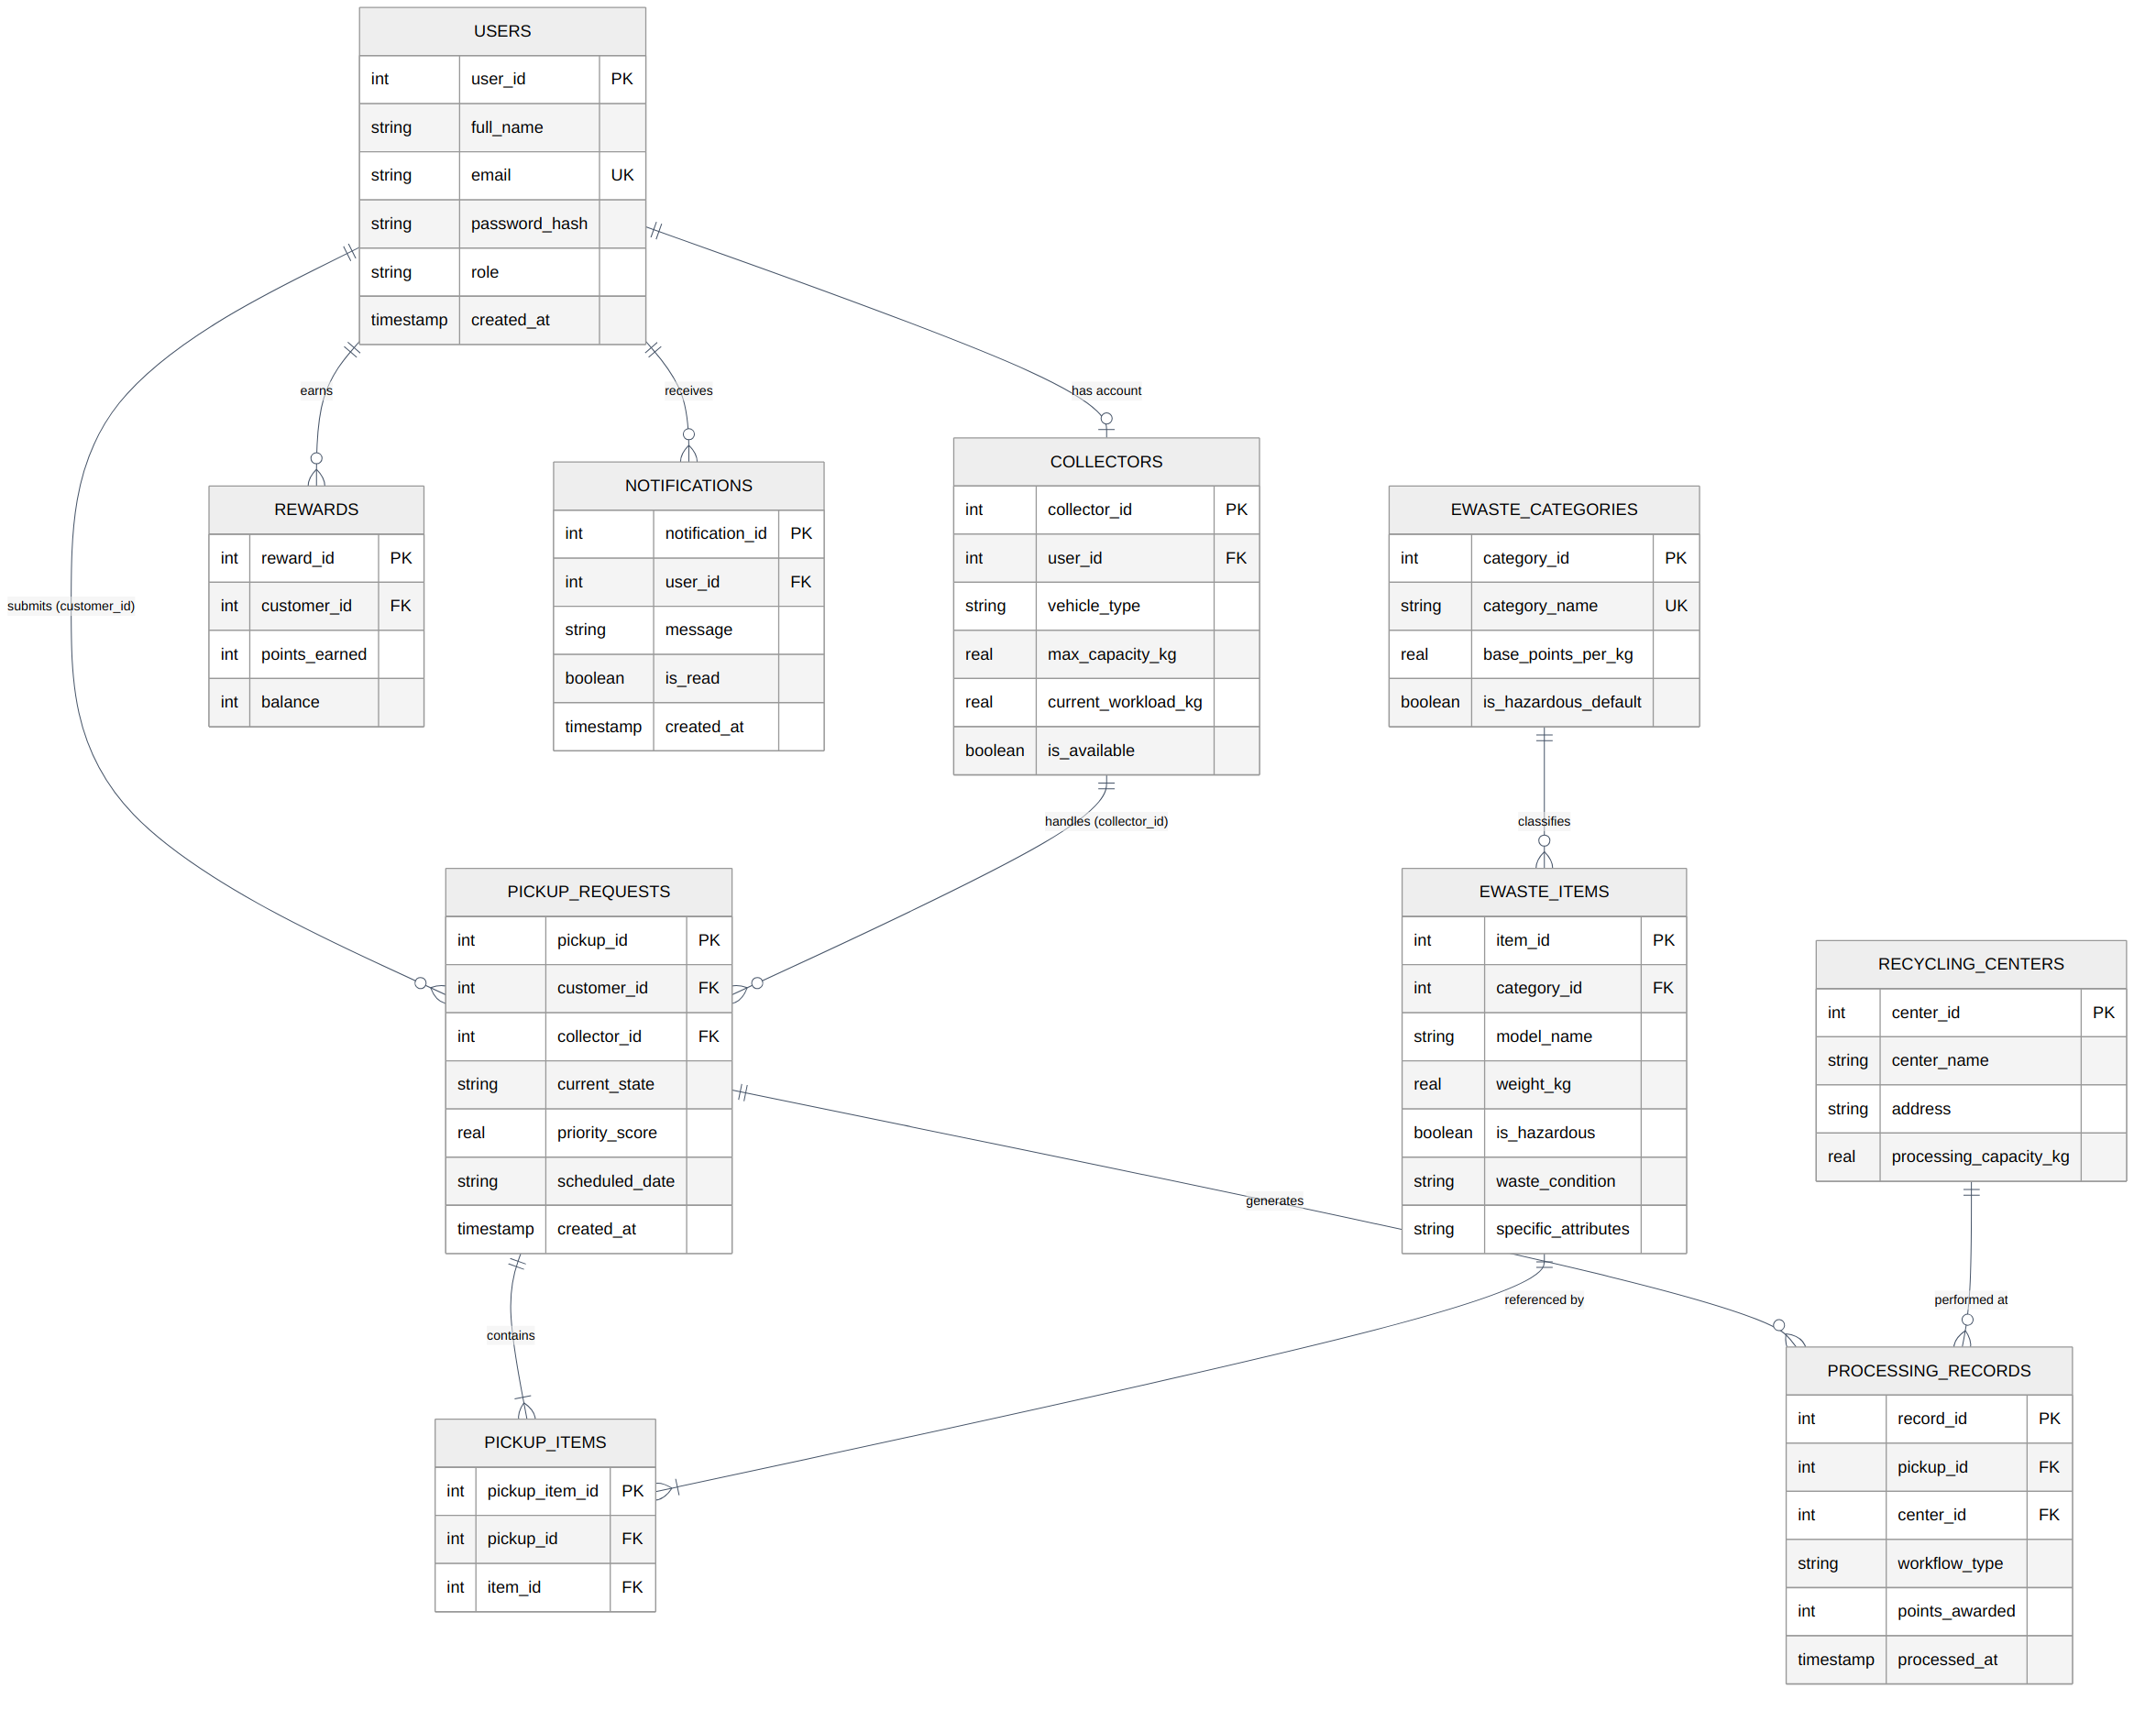 USERS
int user_id PK
string full_name
string email UK
string password_hash
string role
timestamp created_at
earns
receives
has account
submits (customer_id)
REWARDS
int reward_id PK
int customer_id FK
int points_earned
int balance
NOTIFICATIONS
int notification_id PK
int user_id FK
string message
boolean is_read
timestamp created_at
COLLECTORS
int collector_id PK
int user_id FK
string vehicle_type
real max_capacity_kg
real current_workload_kg
boolean is_available
EWASTE_CATEGORIES
int category_id PK
string category_name UK
real base_points_per_kg
boolean is_hazardous_default
handles (collector_id)
classifies
PICKUP_REQUESTS
int pickup_id PK
int customer_id FK
int collector_id FK
string current_state
real priority_score
string scheduled_date
timestamp created_at
EWASTE_ITEMS
int item_id PK
int category_id FK
string model_name
real weight_kg
boolean is_hazardous
string waste_condition
string specific_attributes
RECYCLING_CENTERS
int center_id PK
string center_name
string address
real processing_capacity_kg
generates
contains
referenced by
performed at
PICKUP_ITEMS
int pickup_item_id PK
int pickup_id FK
int item_id FK
PROCESSING_RECORDS
int record_id PK
int pickup_id FK
int center_id FK
string workflow_type
int points_awarded
timestamp processed_at